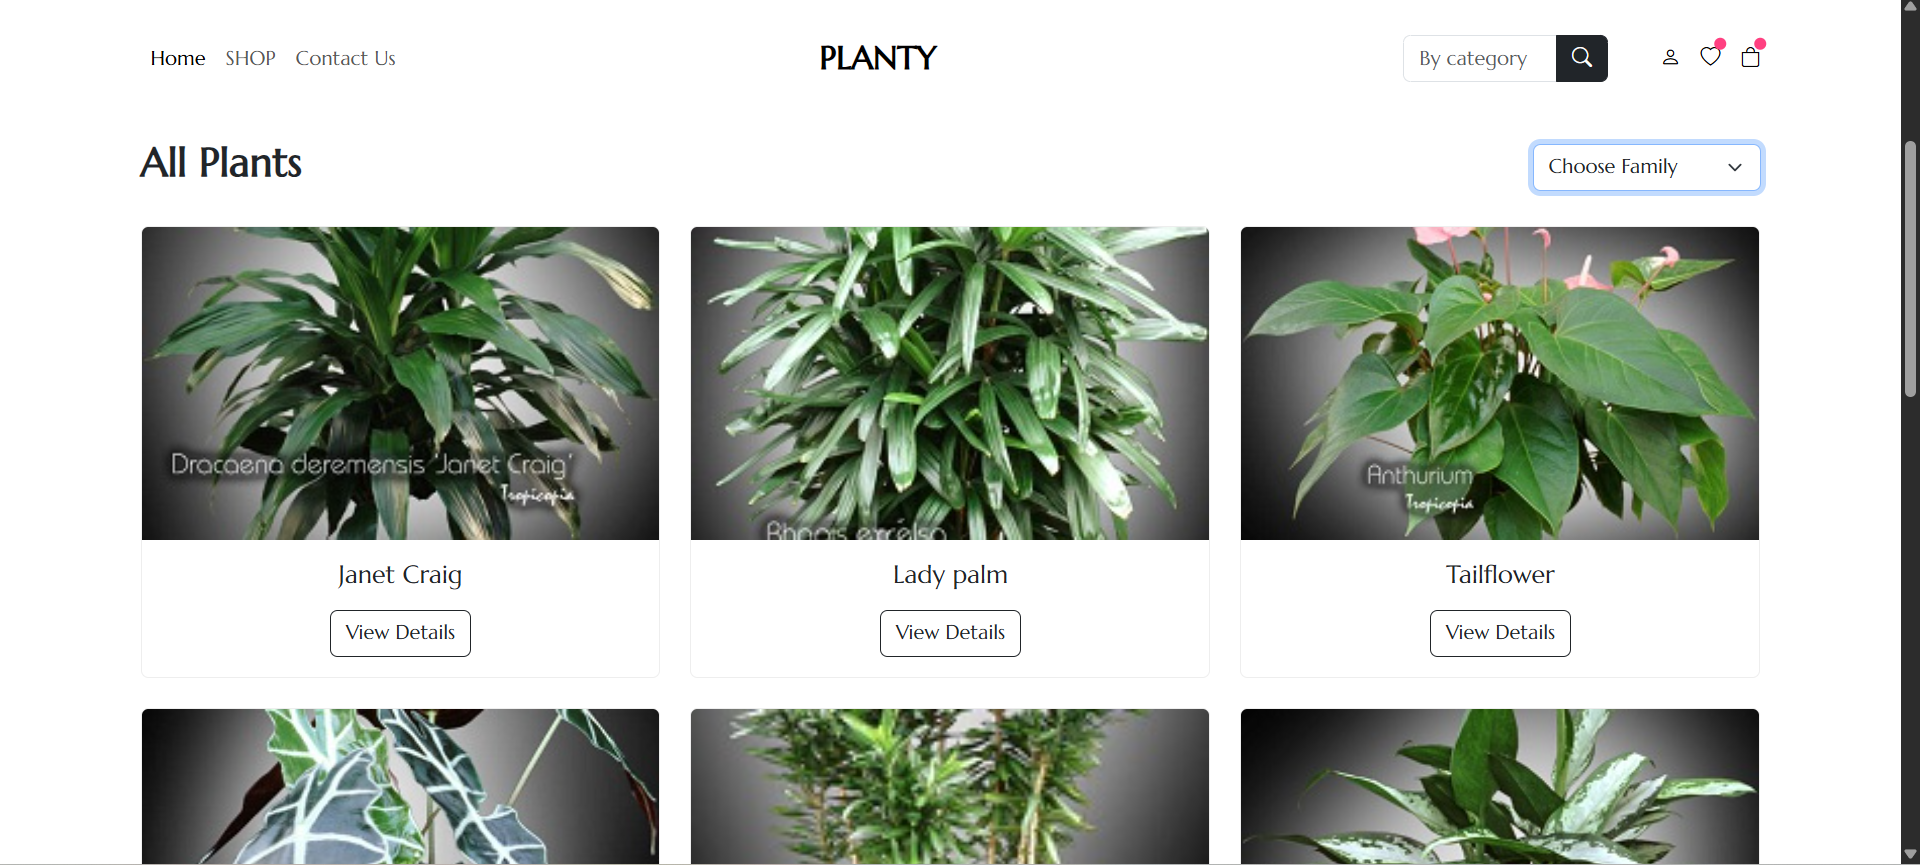 Home SHOP Contact Us PLANTY By category
All Plants Choose Family
Dracaena deremensis 'Janet Craig'
Tropicopia
Rhapis excelsa
Anthurium
Tropicopia
Janet Craig Lady palm Tailflower
View Details View Details View Details